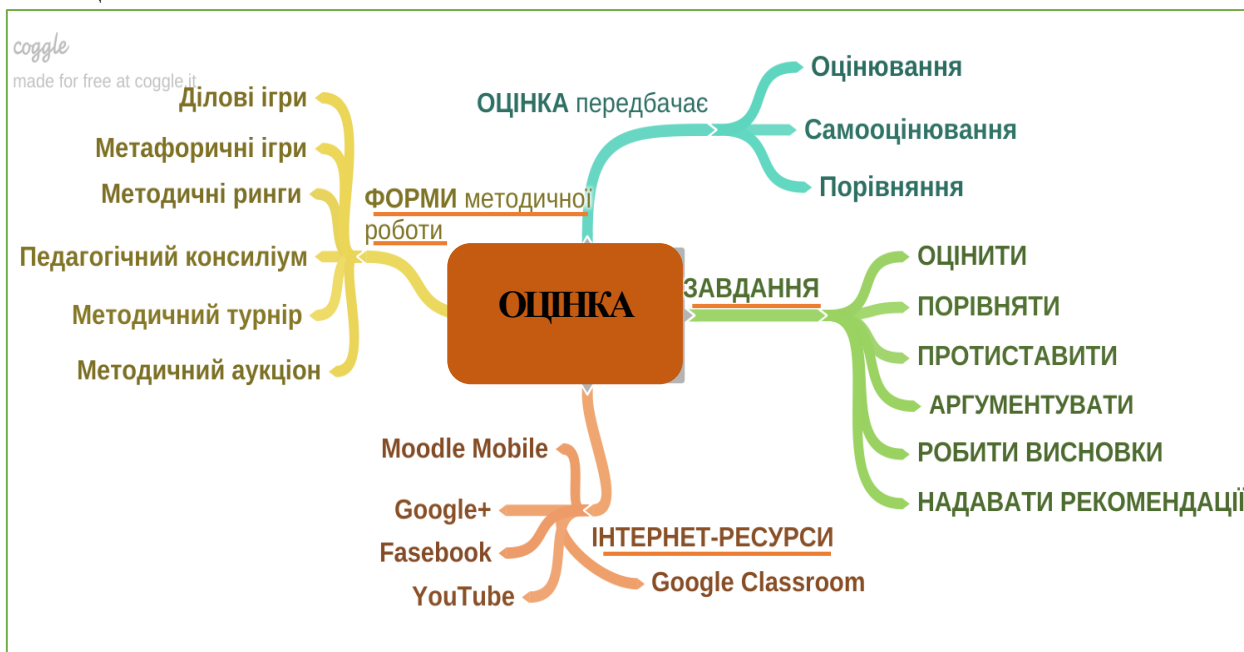 coggle
made for free at coggle.it
ОЦІНКА передбачає
Оцінювання
Самооцінювання
Порівняння
ФОРМИ методичної
роботи
Ділові ігри
Метафоричні ігри
Методичні ринги
Педагогічний консиліум
Методичний турнір
Методичний аукціон
ОЦІНКА
ЗАВДАННЯ
ОЦІНИТИ
ПОРІВНЯТИ
ПРОТИСТАВИТИ
АРГУМЕНТУВАТИ
РОБИТИ ВИСНОВКИ
НАДАВАТИ РЕКОМЕНДАЦІЇ
ІНТЕРНЕТ-РЕСУРСИ
Moodle Mobile
Google+
Fasebook
YouTube
Google Classroom